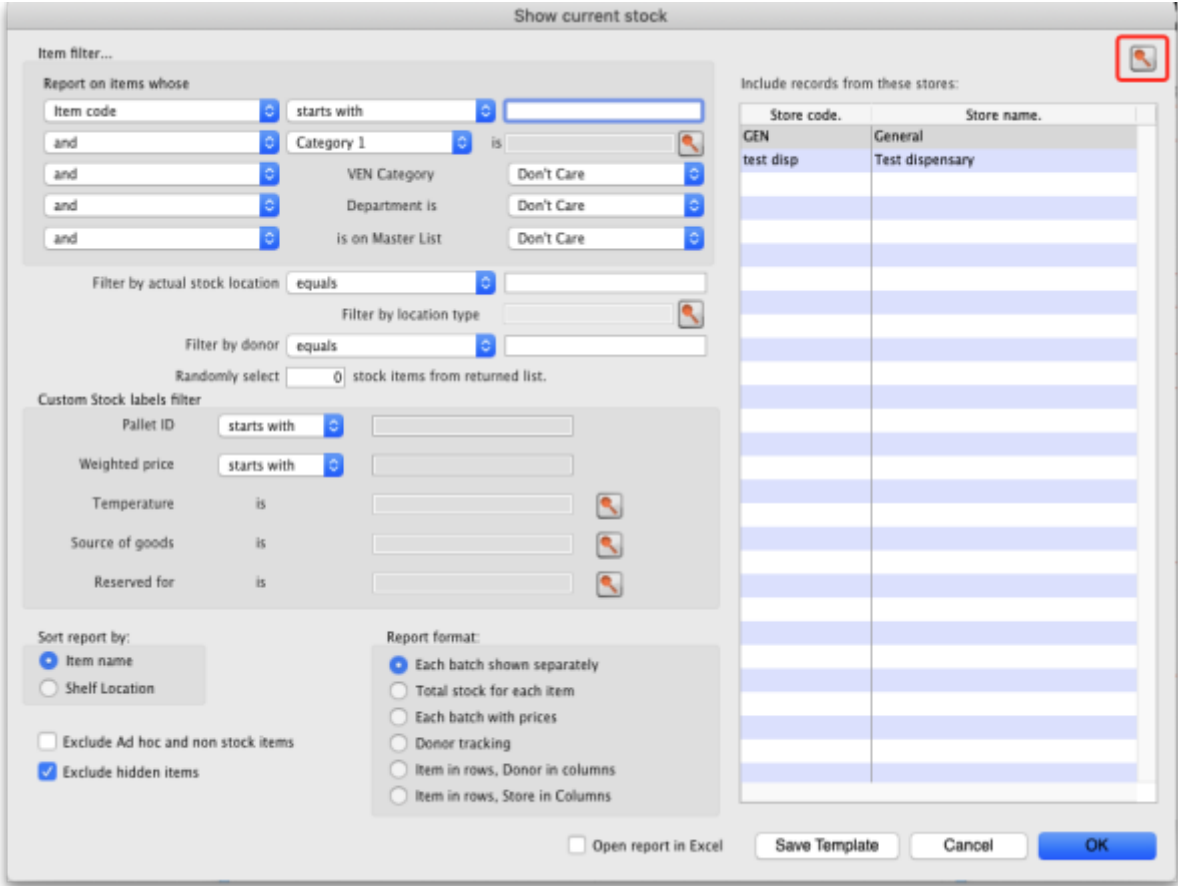 Show current stock
Item filter...
Report on items whose
Item code starts with
and Category 1 is
and VEN Category Don't Care
and Department is Don't Care
and is on Master List Don't Care
Filter by actual stock location equals
Filter by location type
Filter by donor equals
Randomly select 0 stock items from returned list.
Custom Stock labels filter
Pallet ID starts with
Weighted price starts with
Temperature is
Source of goods is
Reserved for is
Sort report by:
Item name
Shelf Location
Exclude Ad hoc and non stock items
Exclude hidden items
Report format:
Each batch shown separately
Total stock for each item
Each batch with prices
Donor tracking
Item in rows, Donor in columns
Item in rows, Store in Columns
Include records from these stores:
Store code. Store name.
GEN General
test disp Test dispensary
Open report in Excel Save Template Cancel OK